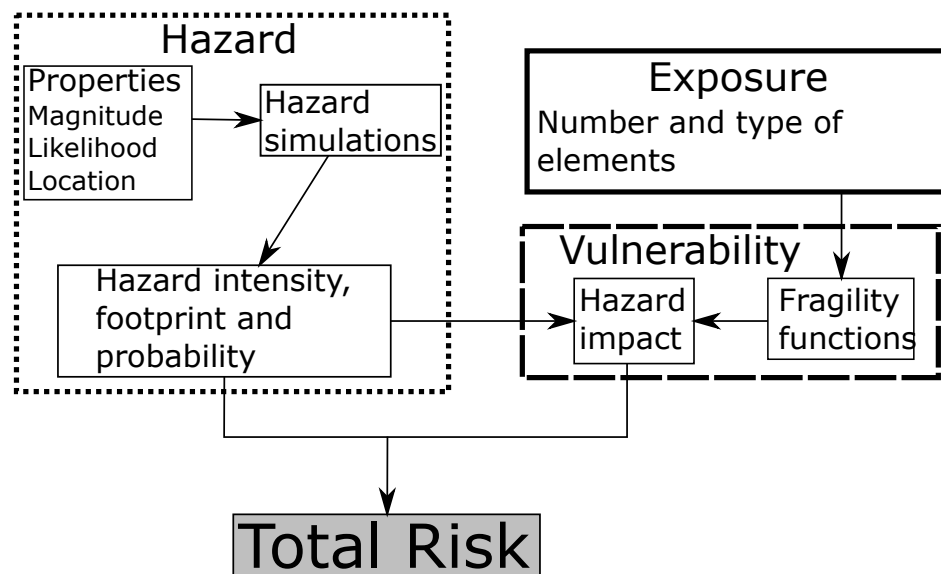 Hazard
Properties
Magnitude
Likelihood
Location
Hazard
simulations
Hazard intensity,
footprint and
probability
Exposure
Number and type of
elements
Vulnerability
Hazard
impact
Fragility
functions
Total Risk